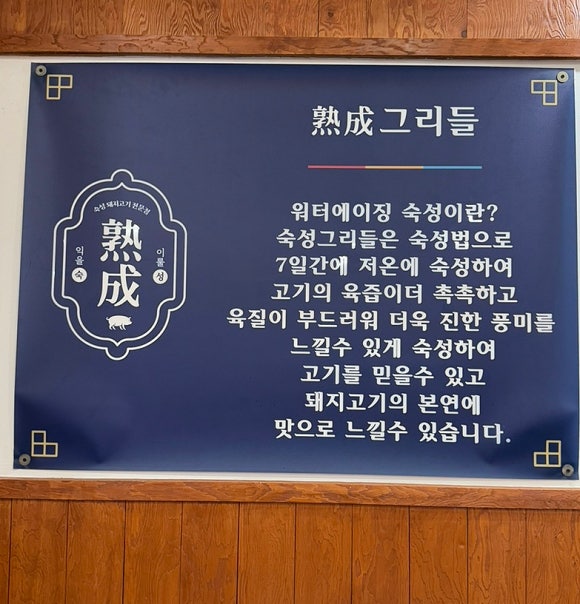 熟成그리들
워터에이징 숙성이란?
숙성그리들은 숙성법으로
7일간에 저온에 숙성하여
고기의 육즙이더 촉촉하고
육질이 부드러워 더욱 진한 풍미를
느낄수 있게 숙성하여
고기를 믿을수 있고
돼지고기의 본연에
맛으로 느낄수 있습니다.
숙성 돼지고기 전문점
熟成
익을 숙
이룰 성